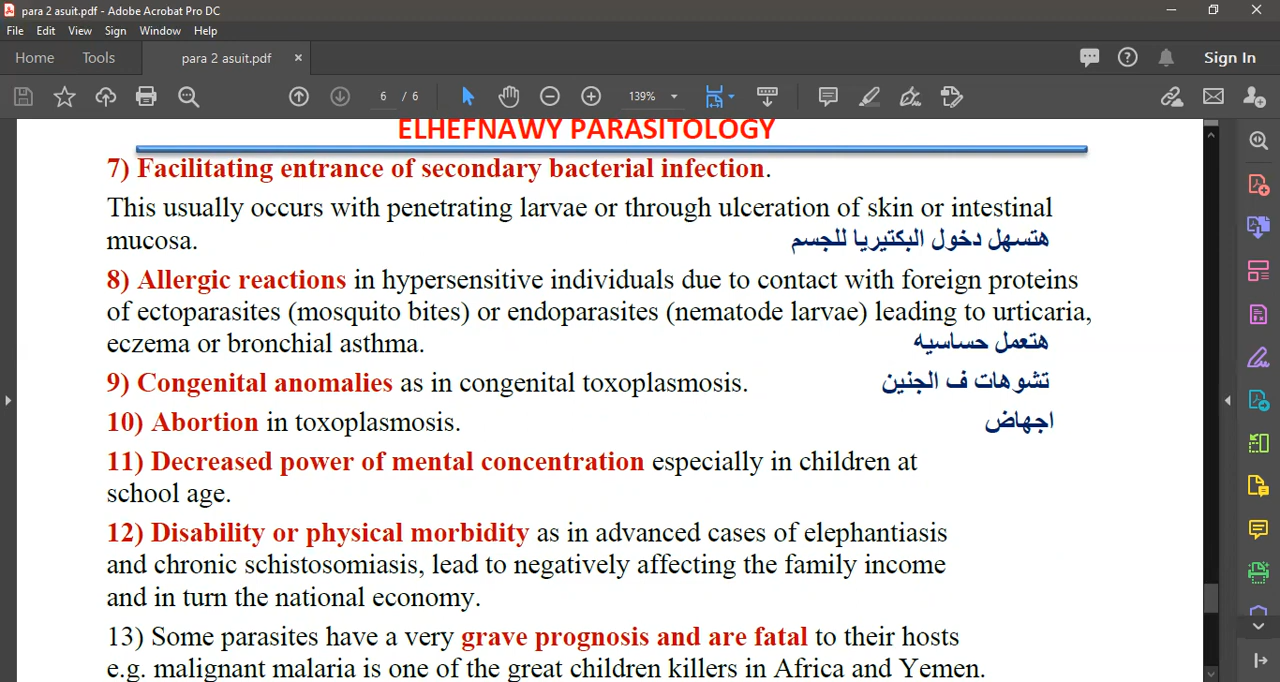 para 2 asuit.pdf - Adobe Acrobat Pro DC
File Edit View Sign Window Help
Home Tools para 2 asuit.pdf × Sign In
6 / 6 139%
ELHEFNAWY PARASITOLOGY
7) Facilitating entrance of secondary bacterial infection.
This usually occurs with penetrating larvae or through ulceration of skin or intestinal
mucosa. هتسهل دخول البكتيريا للجسم
8) Allergic reactions in hypersensitive individuals due to contact with foreign proteins
of ectoparasites (mosquito bites) or endoparasites (nematode larvae) leading to urticaria,
eczema or bronchial asthma. هتعمل حساسيه
9) Congenital anomalies as in congenital toxoplasmosis. تشوهات ف الجنين
10) Abortion in toxoplasmosis. اجهاض
11) Decreased power of mental concentration especially in children at
school age.
12) Disability or physical morbidity as in advanced cases of elephantiasis
and chronic schistosomiasis, lead to negatively affecting the family income
and in turn the national economy.
13) Some parasites have a very grave prognosis and are fatal to their hosts
e.g. malignant malaria is one of the great children killers in Africa and Yemen.